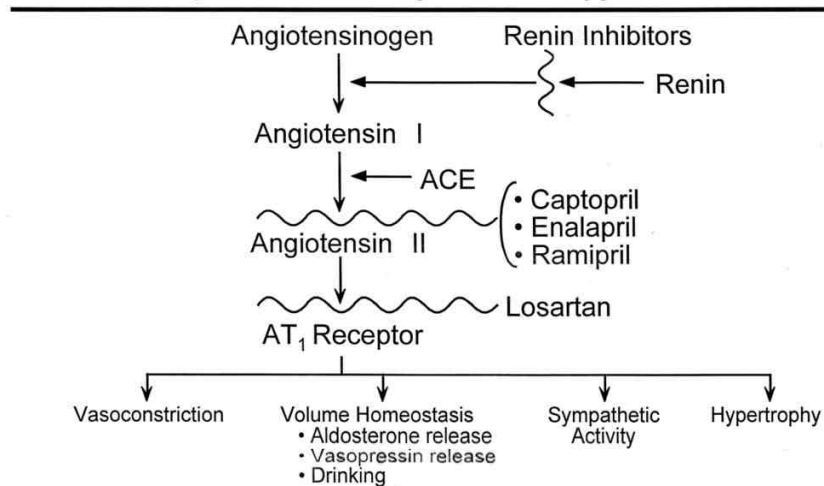 Angiotensinogen Renin Inhibitors
Renin
Angiotensin I
ACE
• Captopril
• Enalapril
• Ramipril
Angiotensin II
Losartan
AT₁ Receptor
Vasoconstriction
Volume Homeostasis
• Aldosterone release
• Vasopressin release
• Drinking
Sympathetic
Activity
Hypertrophy